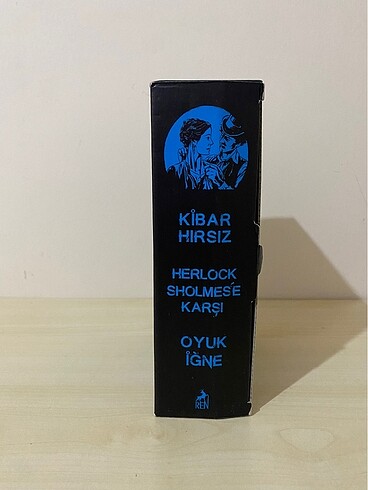 KİBAR
HIRSIZ
HERLOCK
SHOLMES'E
KARŞI
OYUK
İĞNE
REN